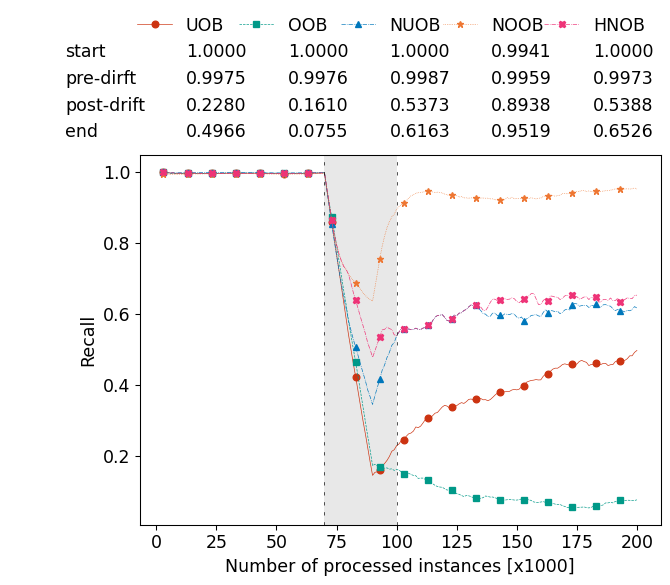 UOB OOB NUOB NOOB HNOB
start 1.0000 1.0000 1.0000 0.9941 1.0000
pre-dirft 0.9975 0.9976 0.9987 0.9959 0.9973
post-drift 0.2280 0.1610 0.5373 0.8938 0.5388
end 0.4966 0.0755 0.6163 0.9519 0.6526
1.0
0.8
0.6
0.4
0.2
Recall
0 25 50 75 100 125 150 175 200
Number of processed instances [x1000]